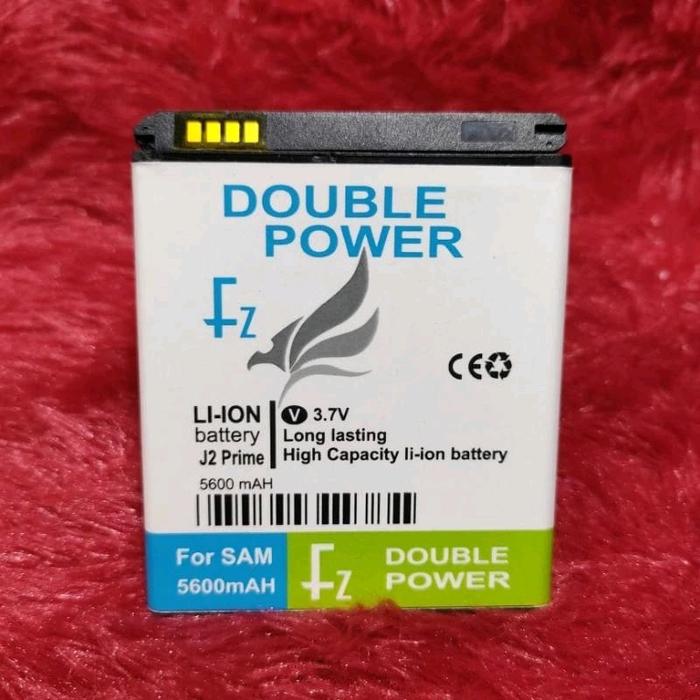 DOUBLE
POWER
Fz
LI-ION
battery
J2 Prime
V 3.7V
Long lasting
High Capacity li-ion battery
CE
5600 mAH
For SAM
5600mAH
Fz
DOUBLE
POWER